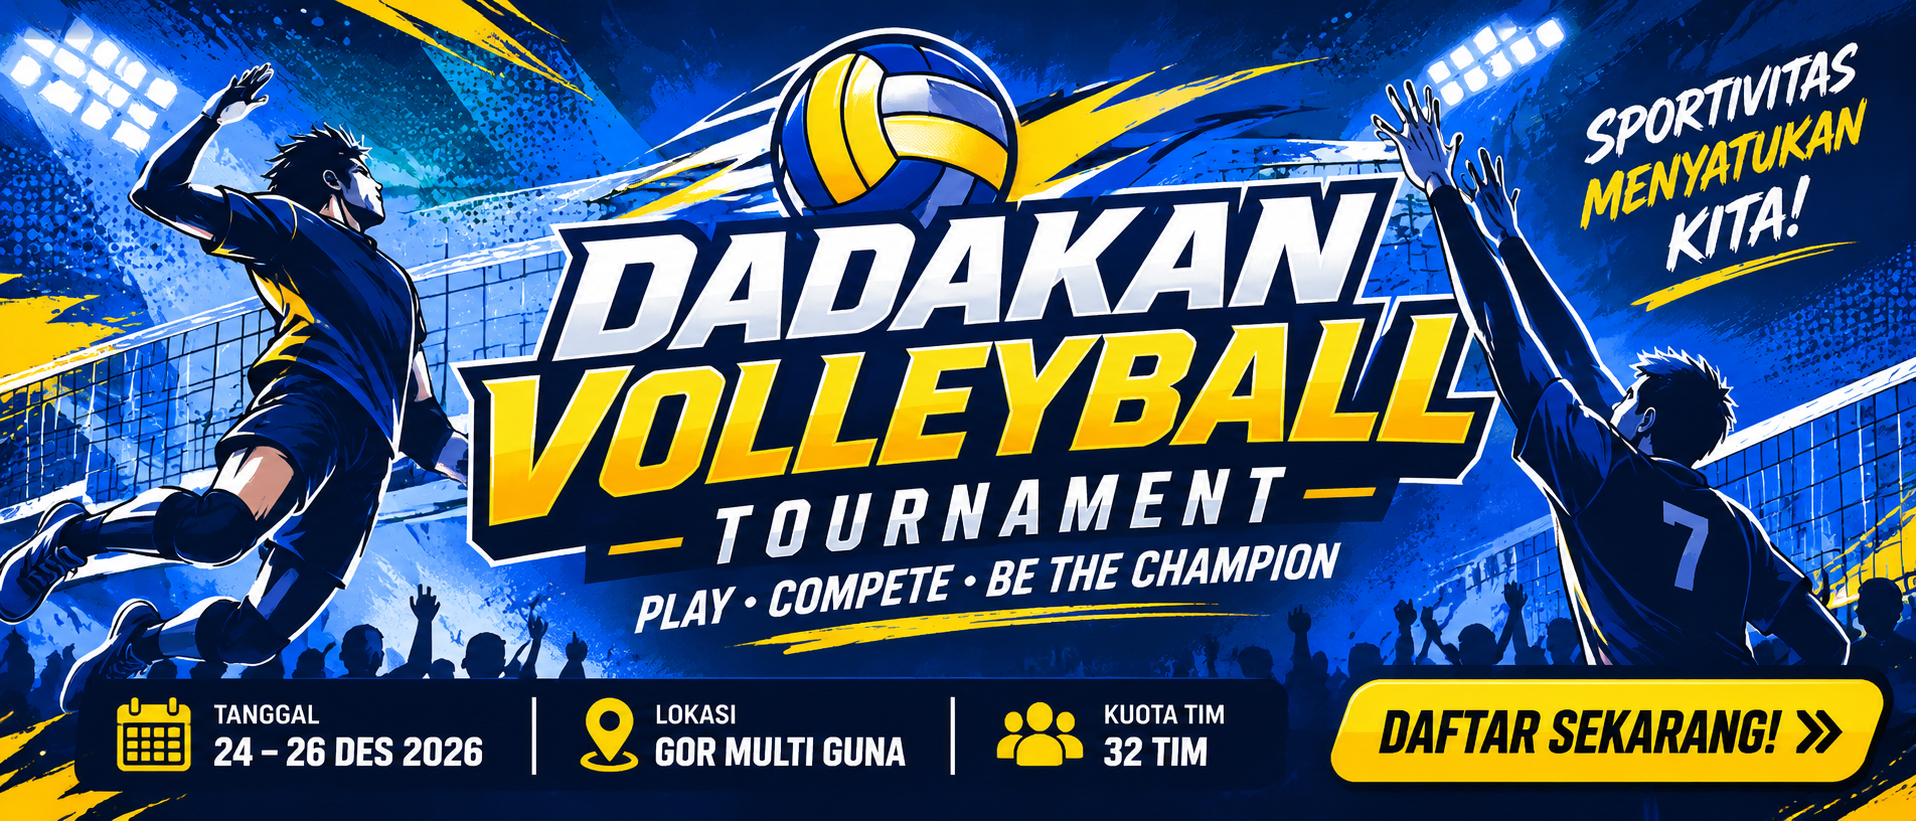 DADAKAN
VOLLEYBALL
TOURNAMENT
PLAY • COMPETE • BE THE CHAMPION
SPORTIVITAS
MENYATUKAN
KITA!
7
TANGGAL
24 – 26 DES 2026
LOKASI
GOR MULTI GUNA
KUOTA TIM
32 TIM
DAFTAR SEKARANG!